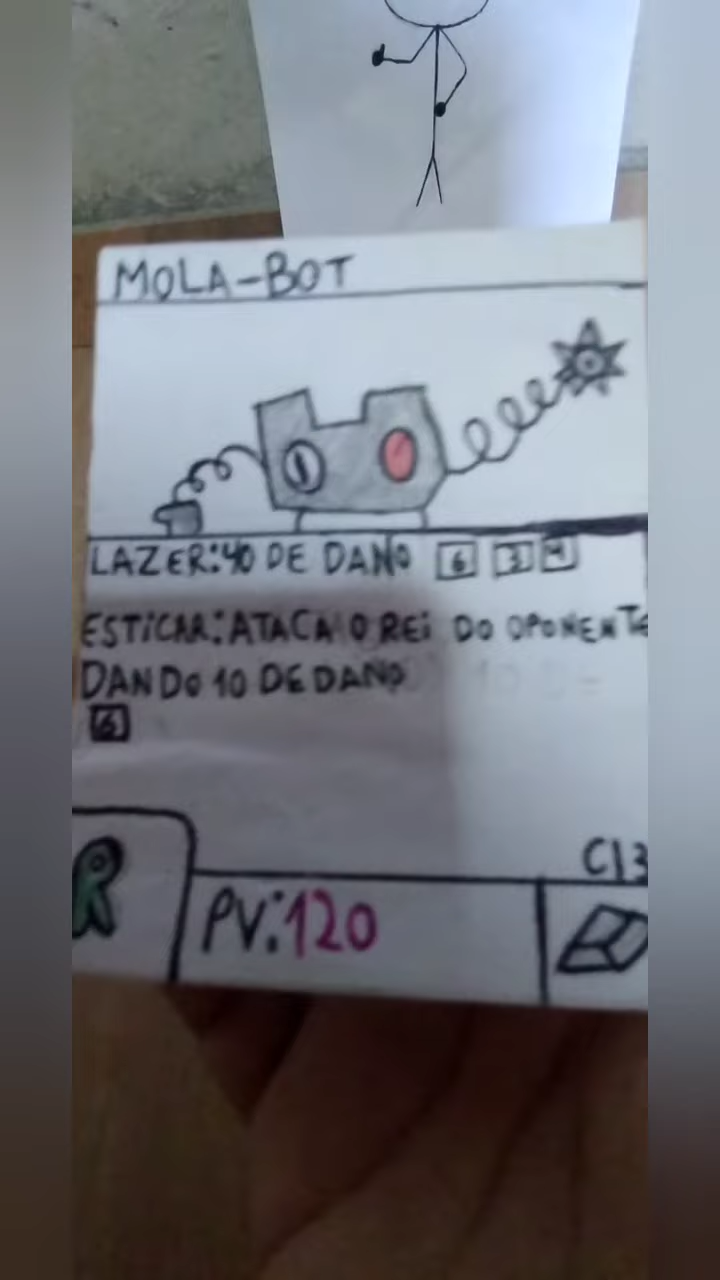 MOLA-BOT
LAZER:40 DE DANO 6 3 4
ESTICAR: ATACA O REI DO OPONENTE
DANDO 10 DE DANO
6
C13
R PV:120